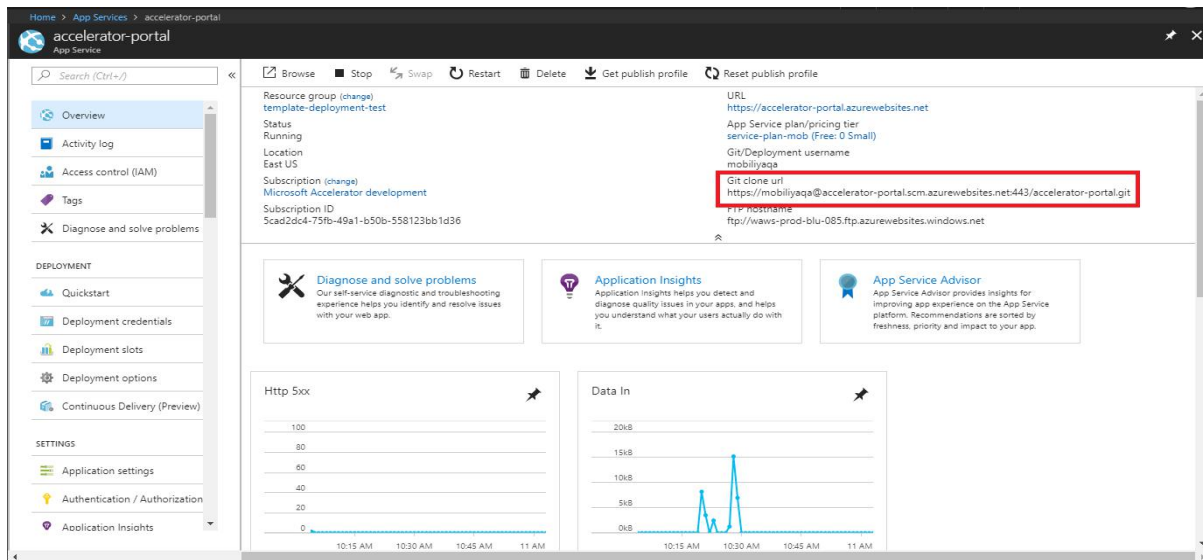 Home > App Services > accelerator-portal
accelerator-portal
App Service
Search (Ctrl+/)
Overview
Activity log
Access control (IAM)
Tags
Diagnose and solve problems
DEPLOYMENT
Quickstart
Deployment credentials
Deployment slots
Deployment options
Continuous Delivery (Preview)
SETTINGS
Application settings
Authentication / Authorization
Application Insights
Browse Stop Swap Restart Delete Get publish profile Reset publish profile
Resource group (change)
template-deployment-test
Status
Running
Location
East US
Subscription (change)
Microsoft Accelerator development
Subscription ID
5cad2dc4-75fb-49a1-b50b-558123bb1d36
URL
https://accelerator-portal.azurewebsites.net
App Service plan/pricing tier
service-plan-mob (Free: 0 Small)
Git/Deployment username
mobiliyaqa
Git clone url
https://mobiliyaqa@accelerator-portal.scm.azurewebsites.net:443/accelerator-portal.git
FTP hostname
ftp://waws-prod-blu-085.ftp.azurewebsites.windows.net
Diagnose and solve problems
Our self-service diagnostic and troubleshooting
experience helps you identify and resolve issues
with your web app.
Application Insights
Application Insights helps you detect and
diagnose quality issues in your apps, and helps
you understand what your users actually do with
it.
App Service Advisor
App Service Advisor provides insights for
improving app experience on the App Service
platform. Recommendations are sorted by
freshness, priority and impact to your app.
Http 5xx
100
80
60
40
20
0
10:15 AM 10:30 AM 10:45 AM 11 AM
Data In
20kB
15kB
10kB
5kB
0kB
10:15 AM 10:30 AM 10:45 AM 11 AM